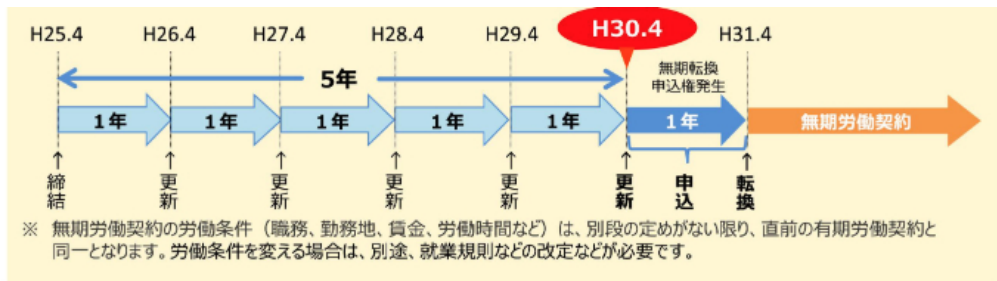 H25.4 H26.4 H27.4 H28.4 H29.4 H30.4 H31.4
5年
無期転換
申込権発生
1年 1年 1年 1年 1年 1年 無期労働契約
↑ ↑ ↑ ↑ ↑ ↑ ↑
締結 更新 更新 更新 更新 更新 申込 転換
※ 無期労働契約の労働条件（職務、勤務地、賃金、労働時間など）は、別段の定めがない限り、直前の有期労働契約と
同一となります。労働条件を変える場合は、別途、就業規則などの改定などが必要です。